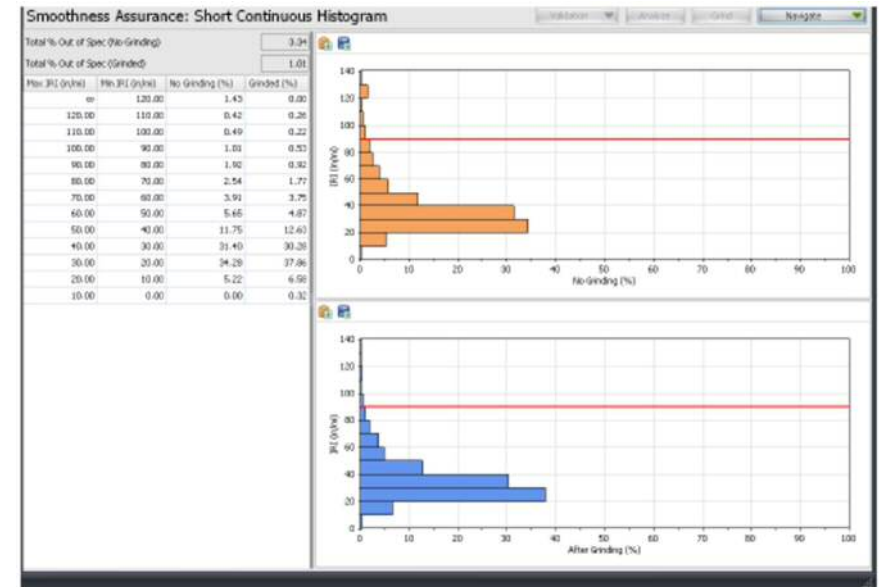 Smoothness Assurance: Short Continuous Histogram
Validation Analyze Grind Navigate
Total % Out of Spec (No Grinding) 3.34
Total % Out of Spec (Grinded) 1.01
Max IRI (in/mi) Min IRI (in/mi) No Grinding (%) Grinded (%)
∞ 120.00 1.43 0.00
120.00 110.00 0.42 0.26
110.00 100.00 0.49 0.22
100.00 90.00 1.01 0.53
90.00 80.00 1.92 0.92
80.00 70.00 2.54 1.77
70.00 60.00 3.91 3.75
60.00 50.00 5.65 4.87
50.00 40.00 11.75 12.63
40.00 30.00 31.40 30.28
30.00 20.00 34.28 37.86
20.00 10.00 5.22 6.58
10.00 0.00 0.00 0.32
140
120
100
80
60
40
20
0
IRI (in/mi)
0 10 20 30 40 50 60 70 80 90 100
No Grinding (%)
140
120
100
80
60
40
20
0
IRI (in/mi)
0 10 20 30 40 50 60 70 80 90 100
After Grinding (%)